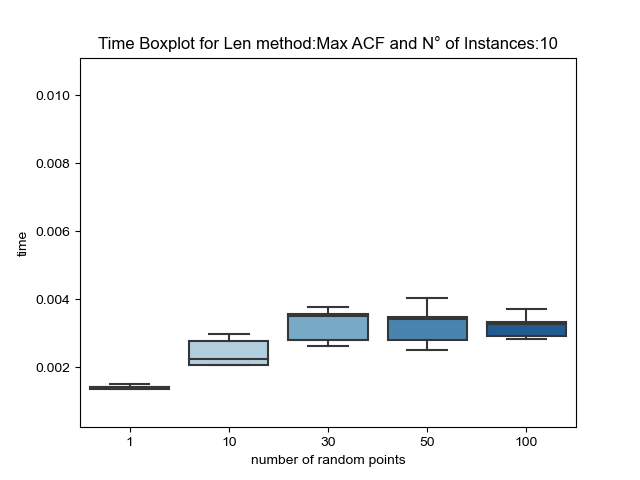 Time Boxplot for Len method:Max ACF and N° of Instances:10
0.010
0.008
0.006
0.004
0.002
time
1 10 30 50 100
number of random points